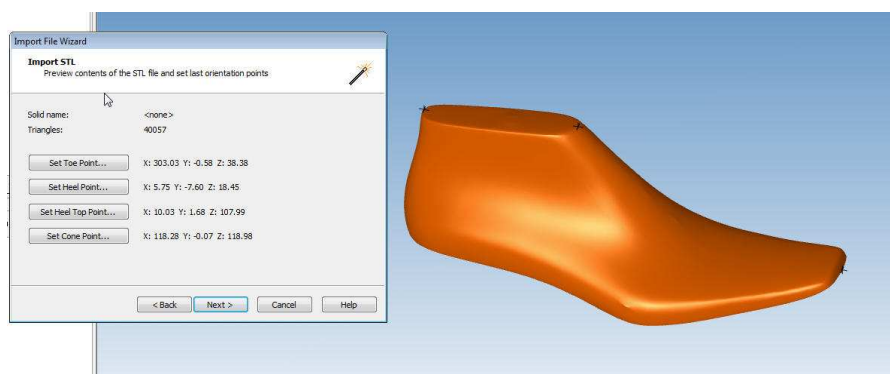 Import File Wizard
Import STL
Preview contents of the STL file and set last orientation points
Solid name: <none>
Triangles: 40057
Set Toe Point... X: 303.03 Y: -0.58 Z: 38.38
Set Heel Point... X: 5.75 Y: -7.60 Z: 18.45
Set Heel Top Point... X: 10.03 Y: 1.68 Z: 107.99
Set Cone Point... X: 118.28 Y: -0.07 Z: 118.98
< Back Next > Cancel Help